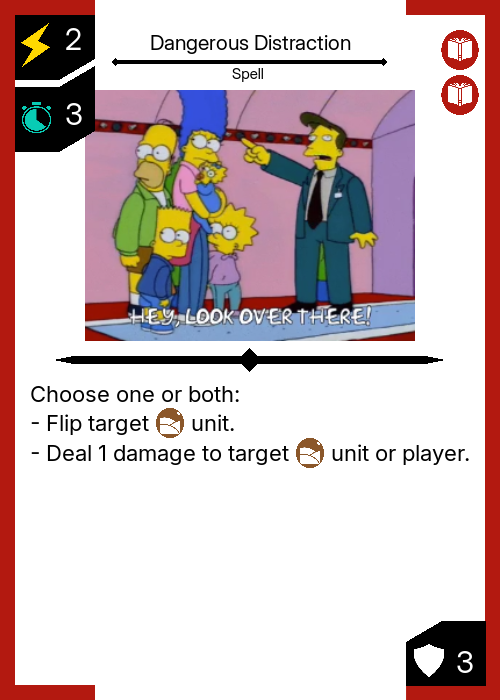 2
Dangerous Distraction
Spell
3
HEY, LOOK OVER THERE!
Choose one or both:
- Flip target unit.
- Deal 1 damage to target unit or player.
3